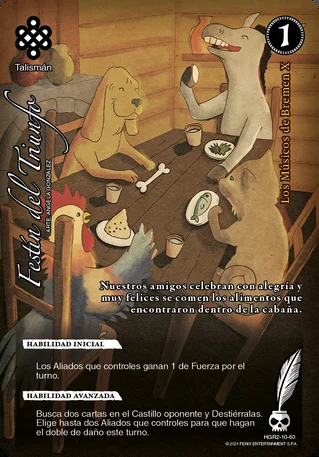 1
Talismán
Festín del Triunfo
ARTE: ANGELA GONZÁLEZ
Los Músicos de Bremen X
Nuestros amigos celebran con alegría y
muy felices se comen los alimentos que
encontraron dentro de la cabaña.
HABILIDAD INICIAL
Los Aliados que controles ganan 1 de Fuerza por el
turno.
HABILIDAD AVANZADA
Busca dos cartas en el Castillo oponente y Destiérralas.
Elige hasta dos Aliados que controles para que hagan
el doble de daño este turno.
HGR2-10-60
© 2021 FENIX ENTERTAINMENT S.P.A.